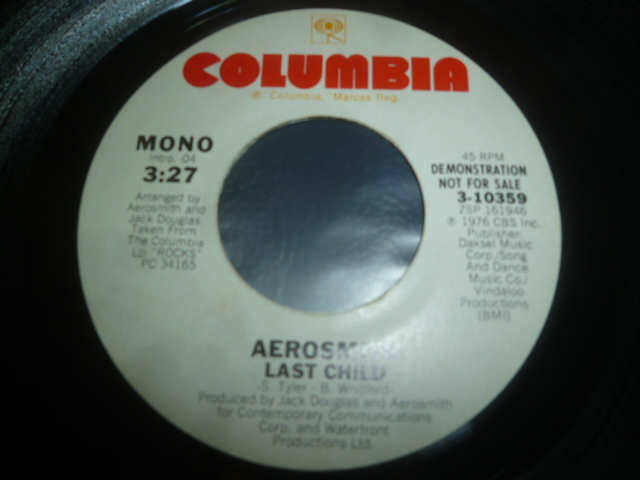 COLUMBIA
® "Columbia," Marcas Reg.
MONO
Intro. :04
3:27
Arranged by
Aerosmith and
Jack Douglas
Taken From
The Columbia
Lp: "ROCKS"
PC 34165
45 RPM
DEMONSTRATION
NOT FOR SALE
3-10359
ZSP 161946
℗ 1976 CBS Inc.
Publisher:
Daksel Music
Corp./Song
And Dance
Music Co./
Vindaloo
Productions
(BMI)
AEROSMITH
LAST CHILD
-S. Tyler - B. Whitford-
Produced by Jack Douglas and Aerosmith
for Contemporary Communications
Corp. and Waterfront
Productions Ltd.